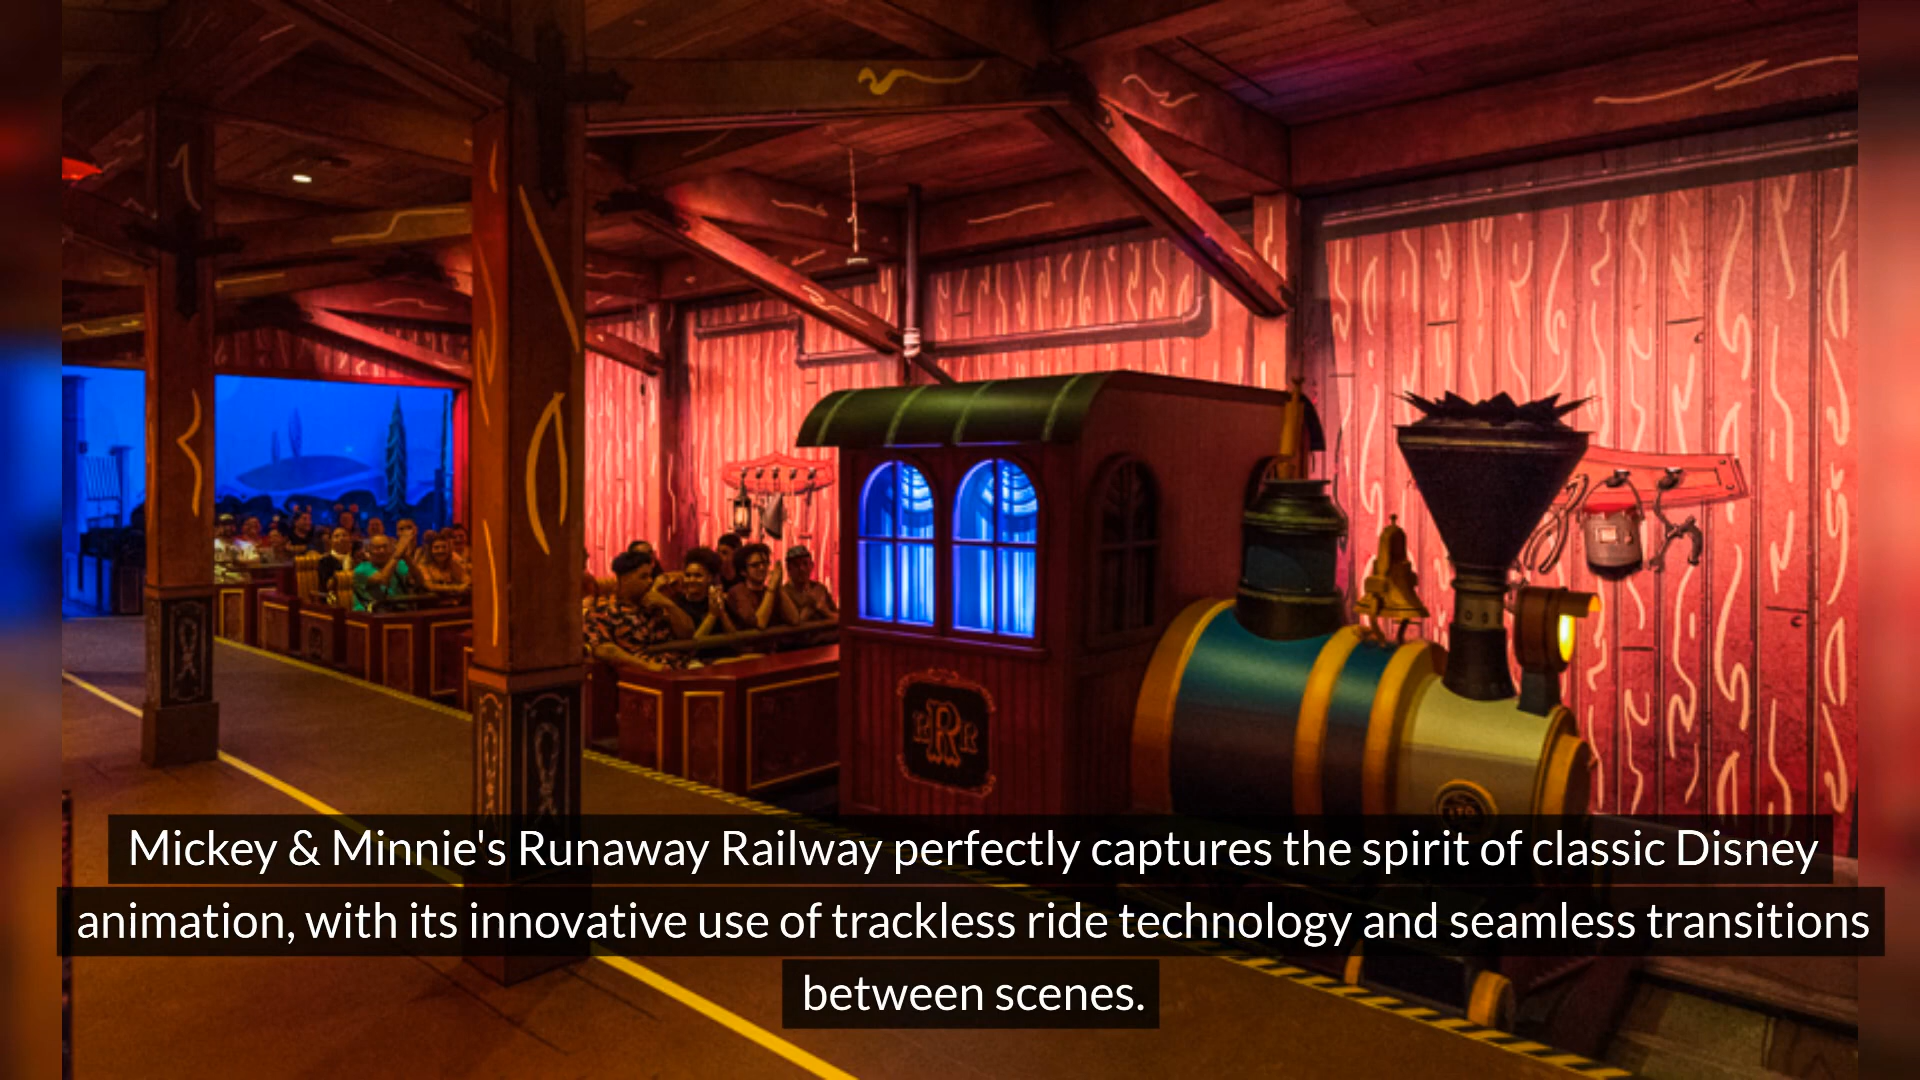 RRR
Mickey & Minnie's Runaway Railway perfectly captures the spirit of classic Disney
animation, with its innovative use of trackless ride technology and seamless transitions
between scenes.